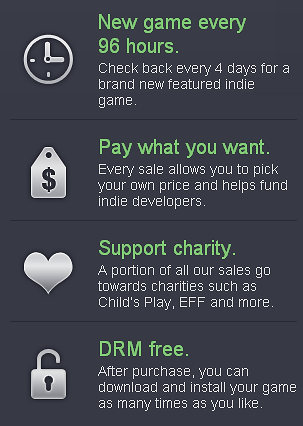 New game every
96 hours.
Check back every 4 days for a
brand new featured indie
game.
$
Pay what you want.
Every sale allows you to pick
your own price and helps fund
indie developers.
Support charity.
A portion of all our sales go
towards charities such as
Child's Play, EFF and more.
DRM free.
After purchase, you can
download and install your game
as many times as you like.